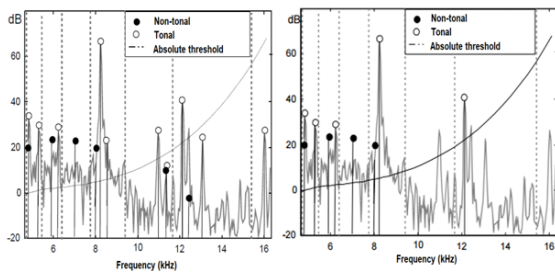 dB
● Non-tonal
○ Tonal
Absolute threshold
60
40
20
0
-20
6
8
10
12
14
16
Frequency (kHz)
dB
● Non-tonal
○ Tonal
Absolute threshold
60
40
20
0
-20
6
8
10
12
14
16
Frequency (kHz)